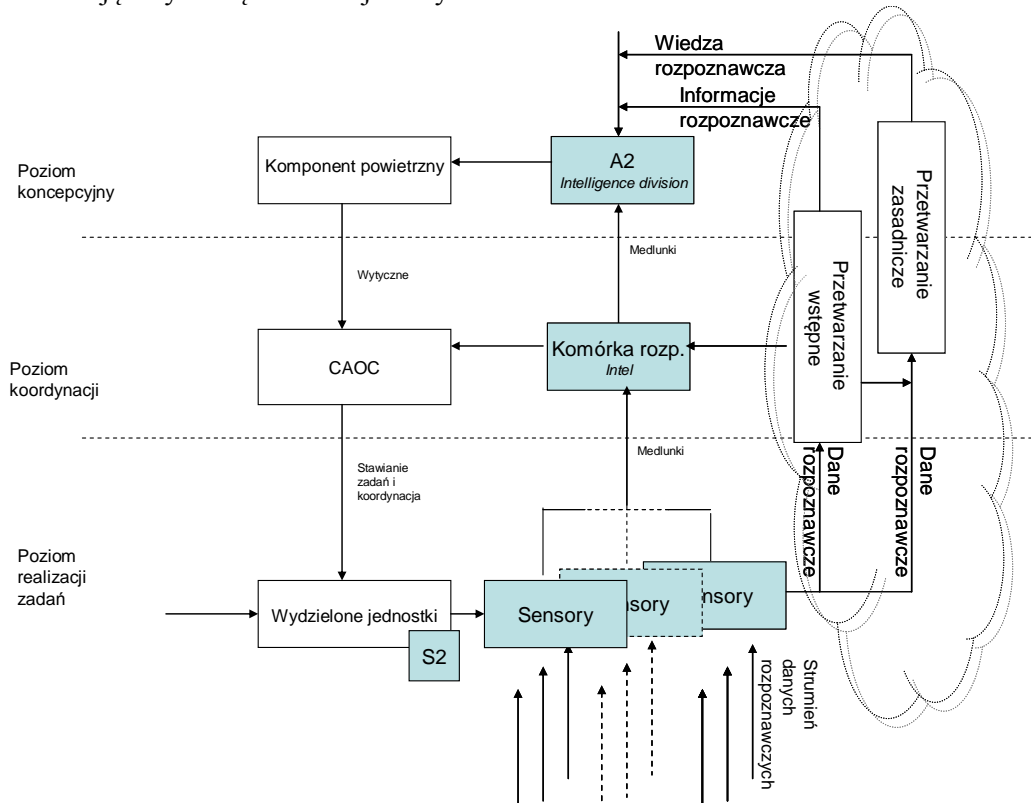 Wiedza
rozpoznawcza
Informacje
rozpoznawcze
Poziom
koncepcyjny
Komponent powietrzny
A2
Intelligence division
Przetwarzanie
zasadnicze
Wytyczne
Medlunki
Przetwarzanie
wstępne
Poziom
koordynacji
CAOC
Komórka rozp.
Intel
Stawianie
zadań i
koordynacja
Medlunki
Dane
rozpoznawcze
Dane
rozpoznawcze
Poziom
realizacji
zadań
Wydzielone jednostki
S2
Sensory
nsory
nsory
Strumień
danych
rozpoznawczych